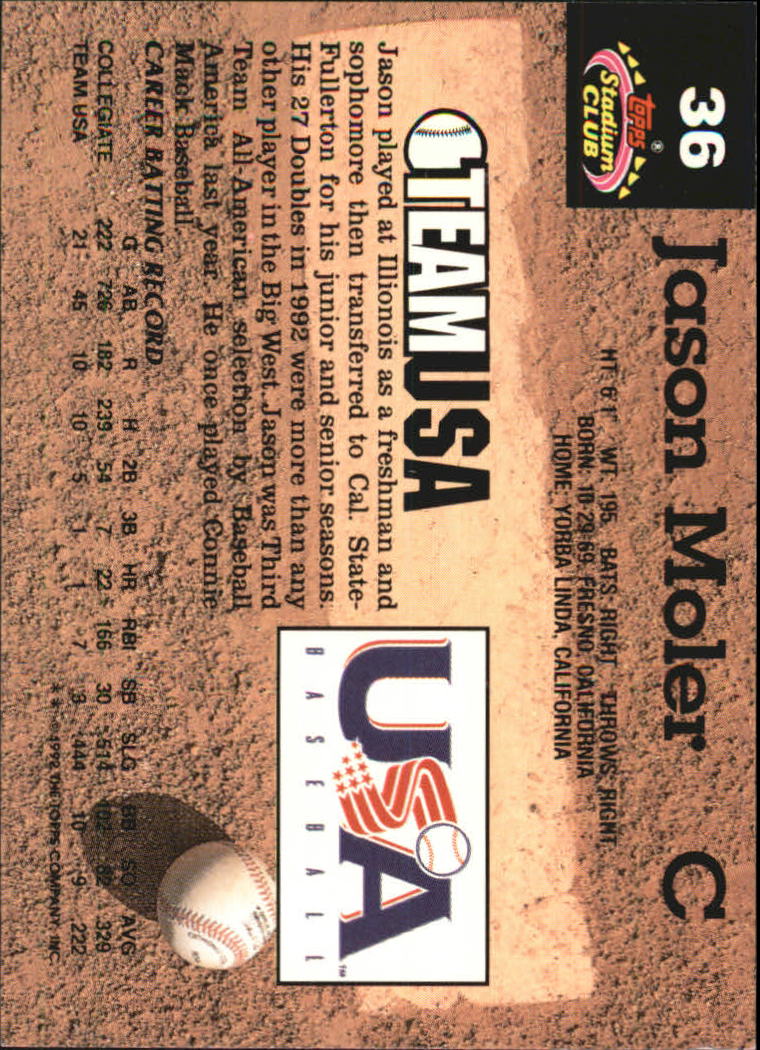 36
Topps®
Stadium
CLUB
Jason Moler C
HT: 6'1" WT: 195 BATS: RIGHT THROWS: RIGHT
BORN: 10-29-69, FRESNO, CALIFORNIA
HOME: YORBA LINDA, CALIFORNIA
TEAM USA
Jason played at Illionois as a freshman and
sophomore then transferred to Cal. State-
Fullerton for his junior and senior seasons.
His 27 Doubles in 1992 were more than any
other player in the Big West. Jason was Third
Team All-American selection by Baseball
America last year. He once played Connie
Mack Baseball.
USA
BASEBALL
TM
CAREER BATTING RECORD
G AB R H 2B 3B HR RBI SB SLG BB SO AVG
COLLEGIATE 222 726 182 239 54 7 22 166 30 .514 102 82 .329
TEAM USA 21 45 10 10 5 1 1 7 3 .444 10 9 .222
© 1992 THE TOPPS COMPANY, INC.